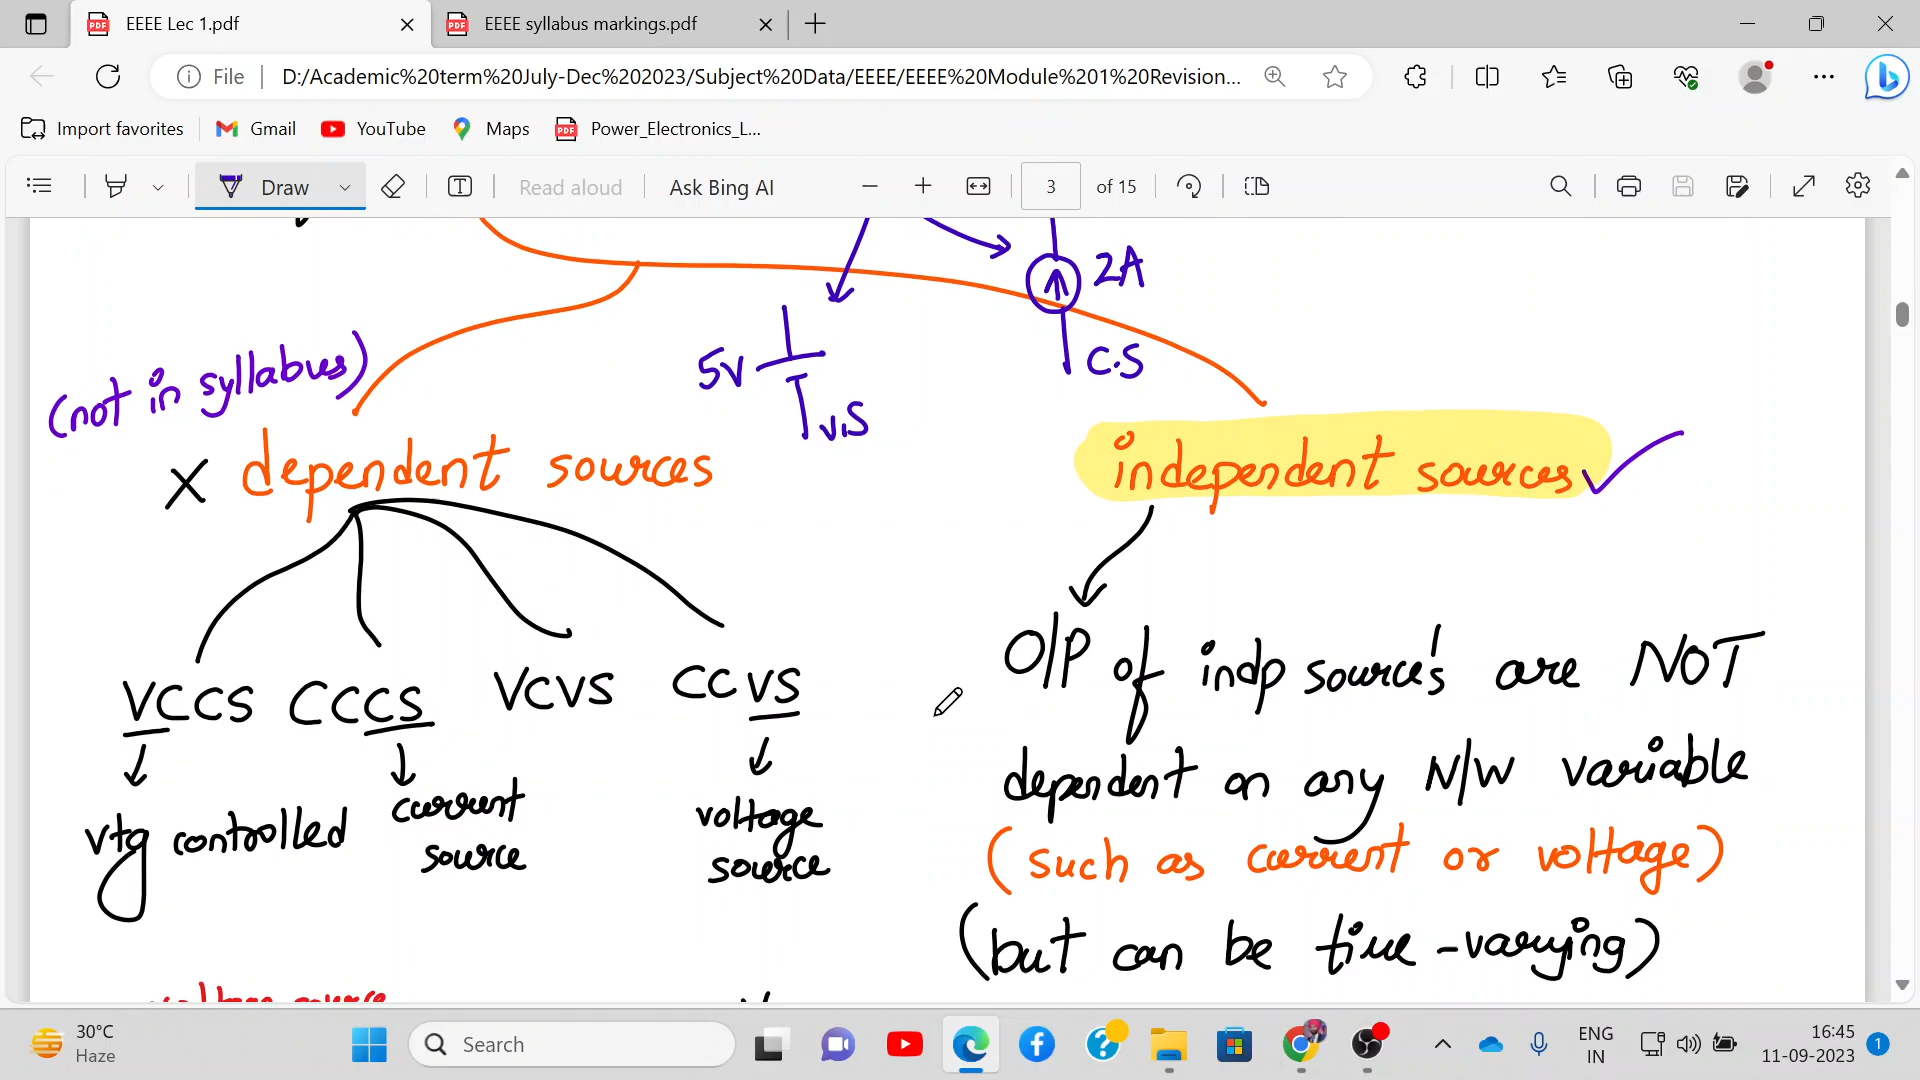 EEEE Lec 1.pdf
EEEE syllabus markings.pdf
File
D:/Academic%20term%20July-Dec%202023/Subject%20Data/EEEE/EEEE%20Module%201%20Revision...
Import favorites
Gmail
YouTube
Maps
Power_Electronics_L...
Draw
Read aloud
Ask Bing AI
3
of 15
2A
(not in syllabus)
5V
C.S
V.S
X dependent sources
independent sources
O/P of indp source's are NOT
VCCS CCCS VCVS CCVS
dependent on any N/W variable
vtg controlled
current
source
voltage
source
(such as current or voltage)
(but can be time-varying)
voltage source
30°C
Haze
Search
ENG
IN
16:45
11-09-2023
1